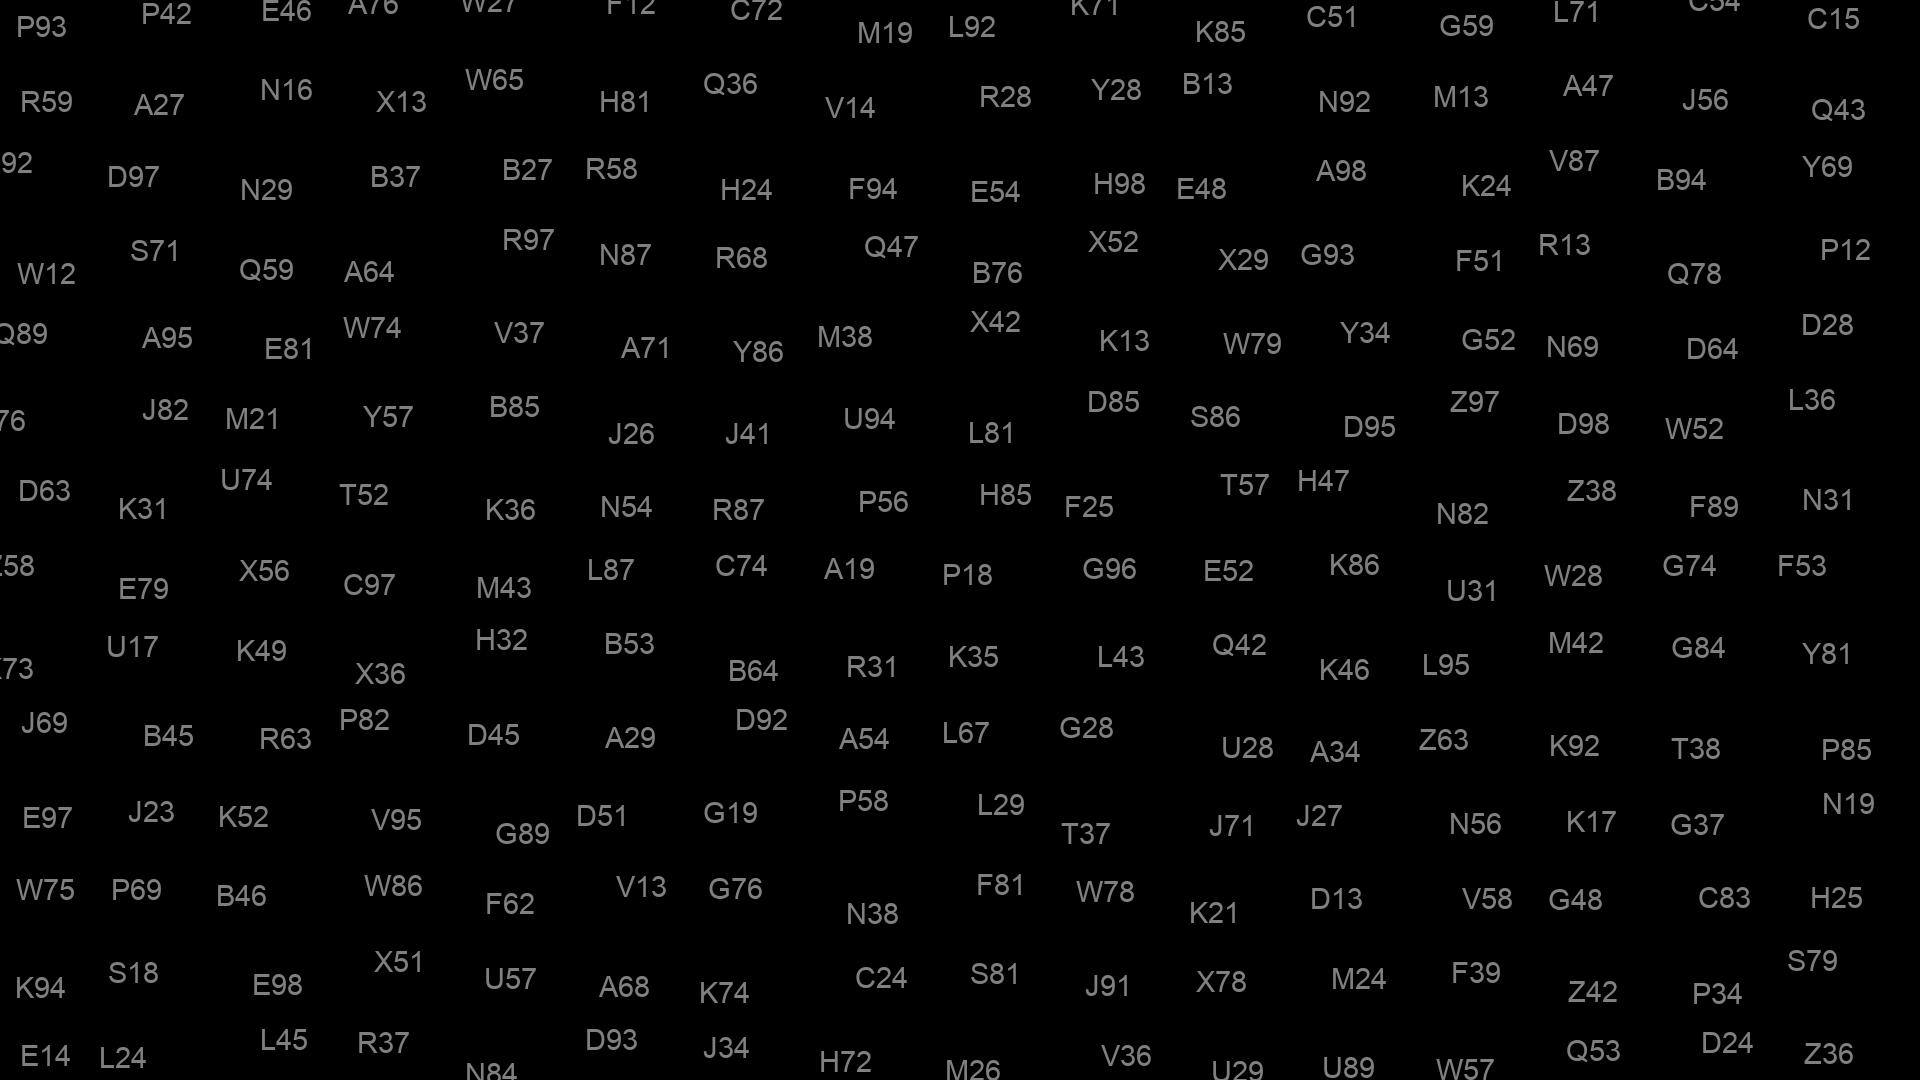 P93 P42 E46 A76 W27 F12 C72 M19 L92 K71 K85 C51 G59 L71 C54 C15
R59 A27 N16 X13 W65 H81 Q36 V14 R28 Y28 B13 N92 M13 A47 J56 Q43
92 D97 N29 B37 B27 R58 H24 F94 E54 H98 E48 A98 K24 V87 B94 Y69
W12 S71 Q59 A64 R97 N87 R68 Q47 B76 X52 X29 G93 F51 R13 Q78 P12
Q89 A95 E81 W74 V37 A71 Y86 M38 X42 K13 W79 Y34 G52 N69 D64 D28
76 J82 M21 Y57 B85 J26 J41 U94 L81 D85 S86 D95 Z97 D98 W52 L36
D63 K31 U74 T52 K36 N54 R87 P56 H85 F25 T57 H47 N82 Z38 F89 N31
58 E79 X56 C97 M43 L87 C74 A19 P18 G96 E52 K86 U31 W28 G74 F53
73 U17 K49 X36 H32 B53 B64 R31 K35 L43 Q42 K46 L95 M42 G84 Y81
J69 B45 R63 P82 D45 A29 D92 A54 L67 G28 U28 A34 Z63 K92 T38 P85
E97 J23 K52 V95 G89 D51 G19 P58 L29 T37 J71 J27 N56 K17 G37 N19
W75 P69 B46 W86 F62 V13 G76 N38 F81 W78 K21 D13 V58 G48 C83 H25
K94 S18 E98 X51 U57 A68 K74 C24 S81 J91 X78 M24 F39 Z42 P34 S79
E14 L24 L45 R37 N84 D93 J34 H72 M26 V36 U29 U89 W57 Q53 D24 Z36